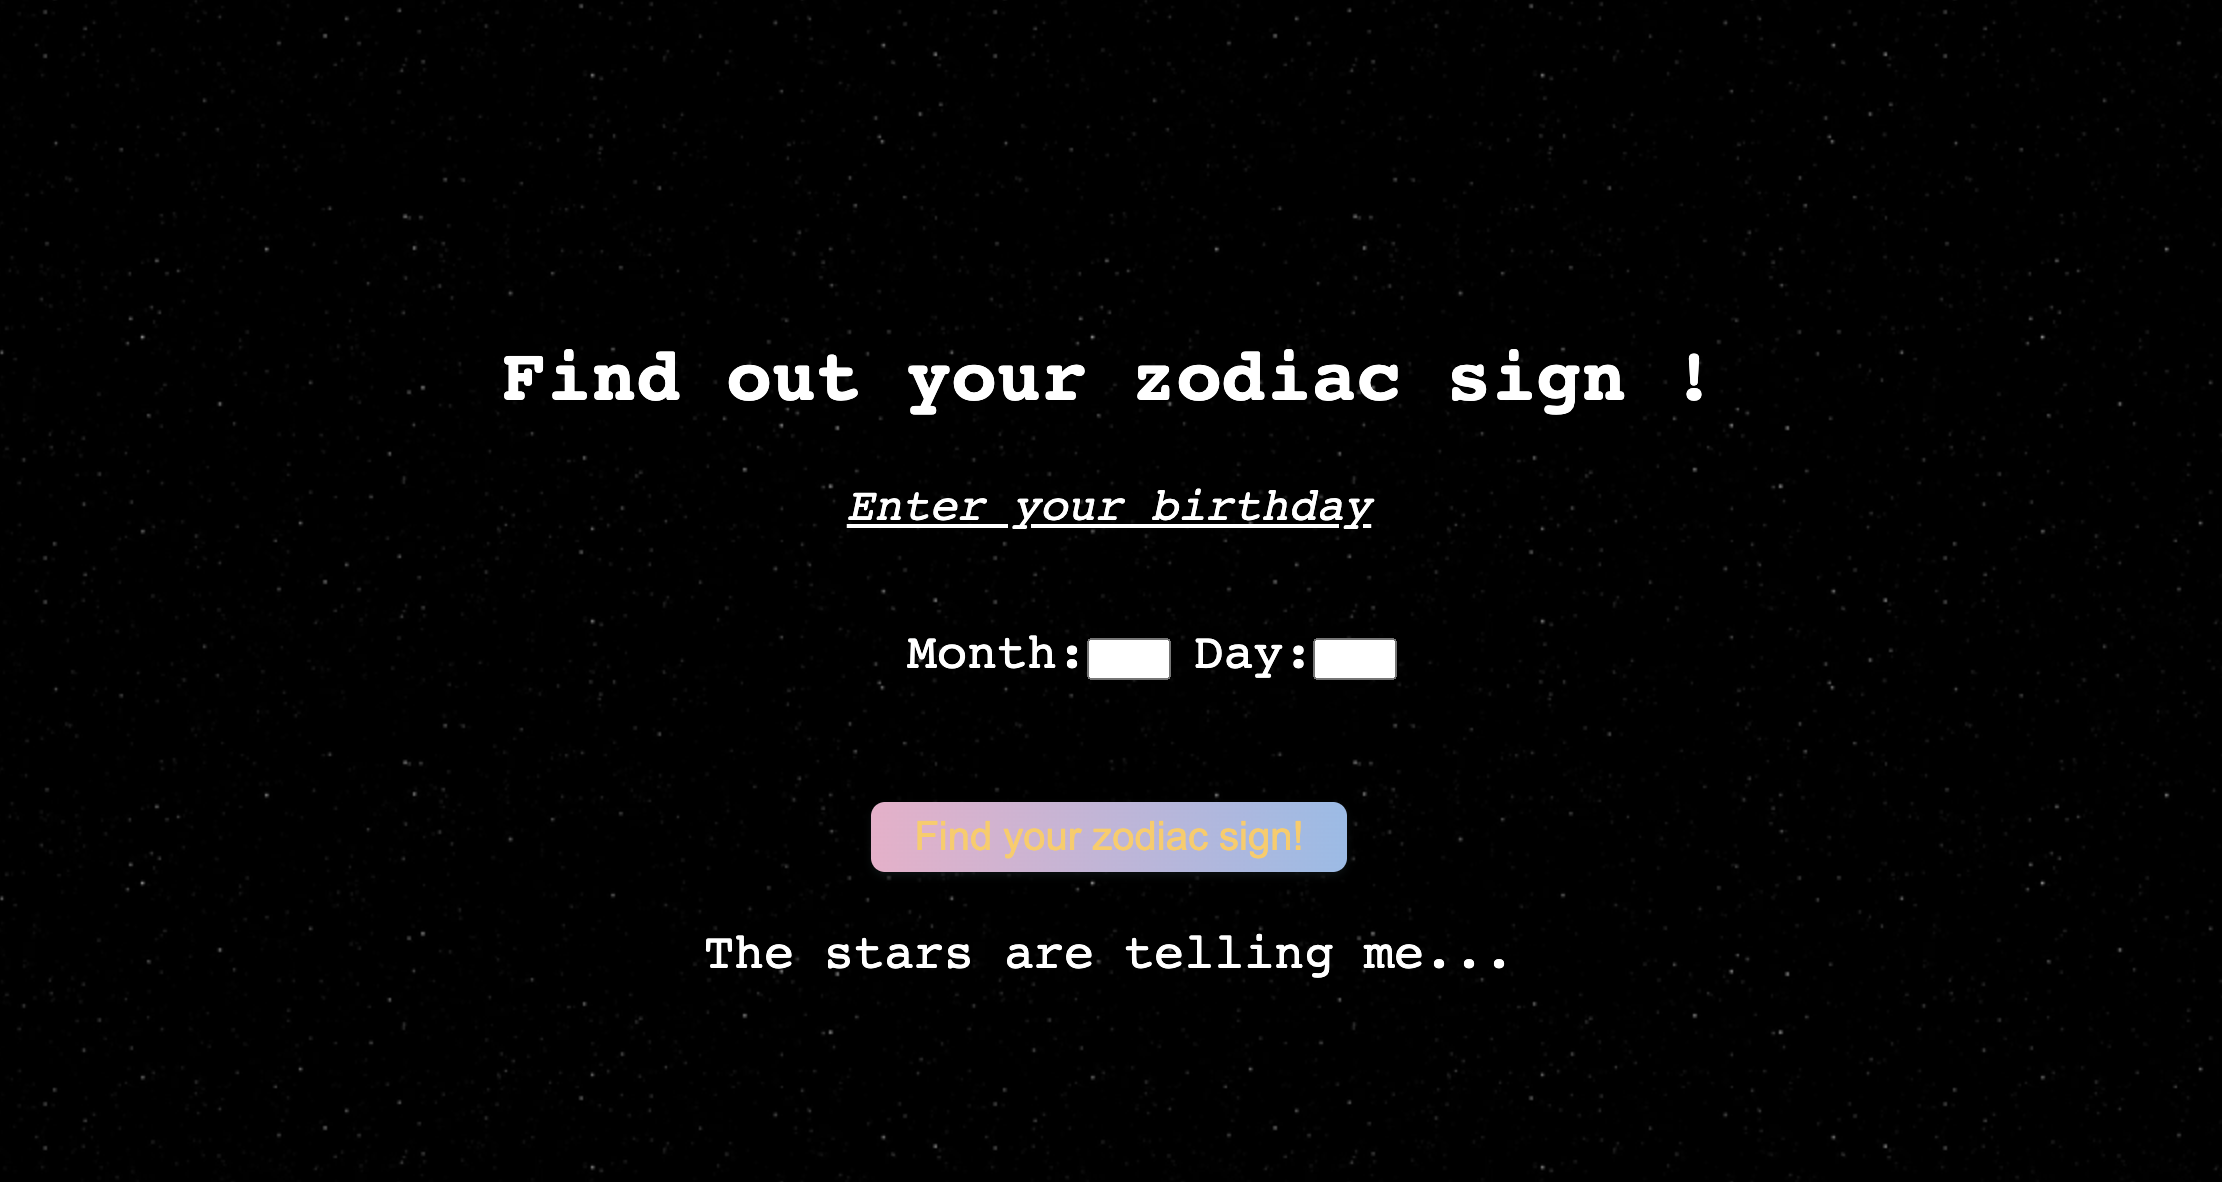 Find out your zodiac sign !
Enter your birthday
Month: Day:
Find your zodiac sign!
The stars are telling me...